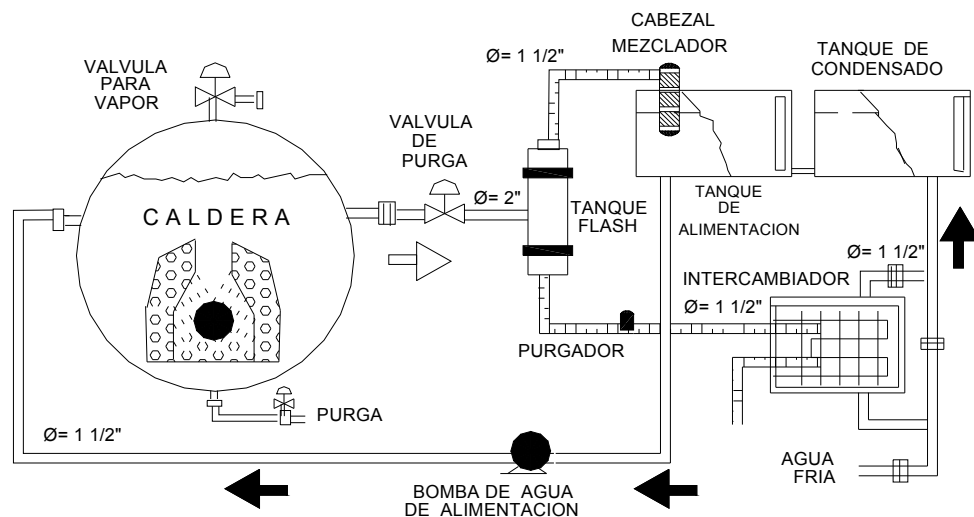 CABEZAL
MEZCLADOR
TANQUE DE
CONDENSADO
Ø= 1 1/2"
VALVULA
PARA
VAPOR
VALVULA
DE
PURGA
Ø= 2"
TANQUE
FLASH
TANQUE
DE
ALIMENTACION
CALDERA
Ø= 1 1/2"
INTERCAMBIADOR
Ø= 1 1/2"
PURGADOR
PURGA
Ø= 1 1/2"
AGUA
FRIA
BOMBA DE AGUA
DE ALIMENTACION